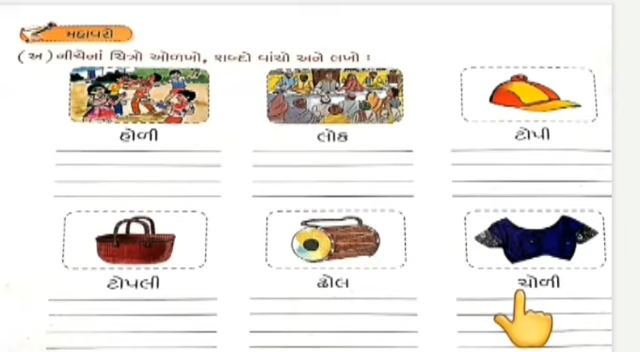 મહાવરો
(અ) નીચેનાં ચિત્રો ઓળખો, શબ્દો વાંચો અને લખો :
હોળી
લોક
ટોપી
ટોપલી
ઢોલ
ચોળી